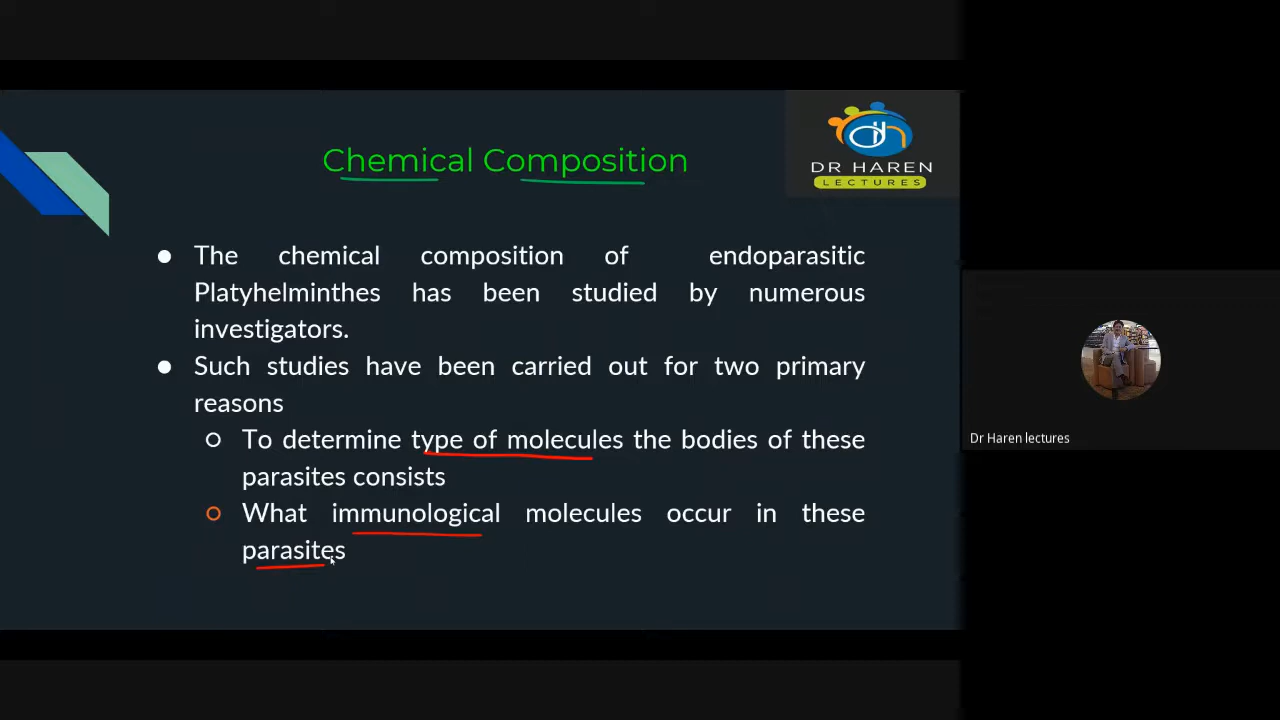 Chemical Composition
DR HAREN
LECTURES
● The chemical composition of endoparasitic
Platyhelminthes has been studied by numerous
investigators.
● Such studies have been carried out for two primary
reasons
○ To determine type of molecules the bodies of these
parasites consists
○ What immunological molecules occur in these
parasites
Dr Haren lectures